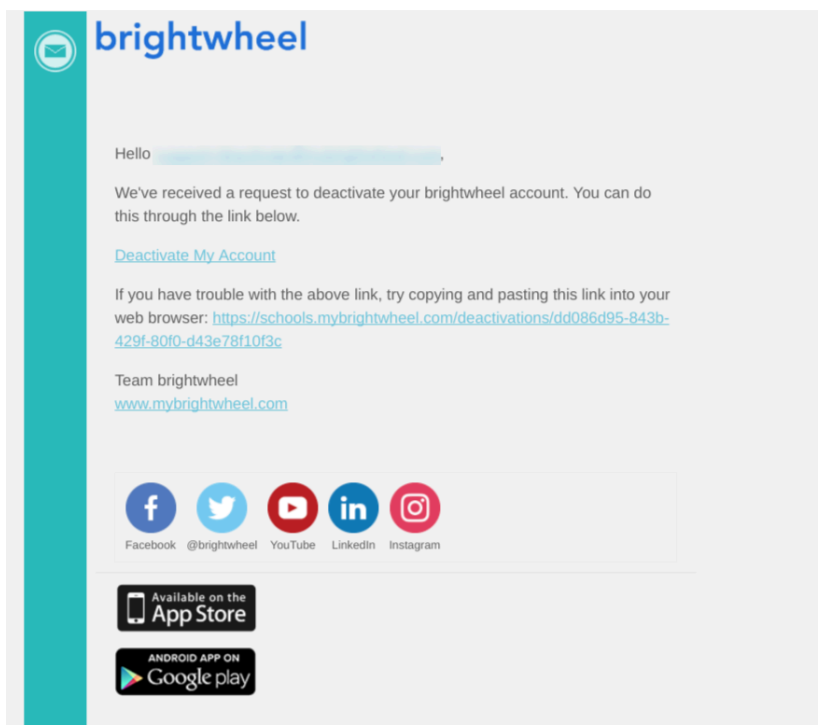 brightwheel
Hello ,
We've received a request to deactivate your brightwheel account. You can do
this through the link below.
Deactivate My Account
If you have trouble with the above link, try copying and pasting this link into your
web browser: https://schools.mybrightwheel.com/deactivations/dd086d95-843b-
429f-80f0-d43e78f10f3c
Team brightwheel
www.mybrightwheel.com
Facebook @brightwheel YouTube LinkedIn Instagram
Available on the
App Store
ANDROID APP ON
Google play